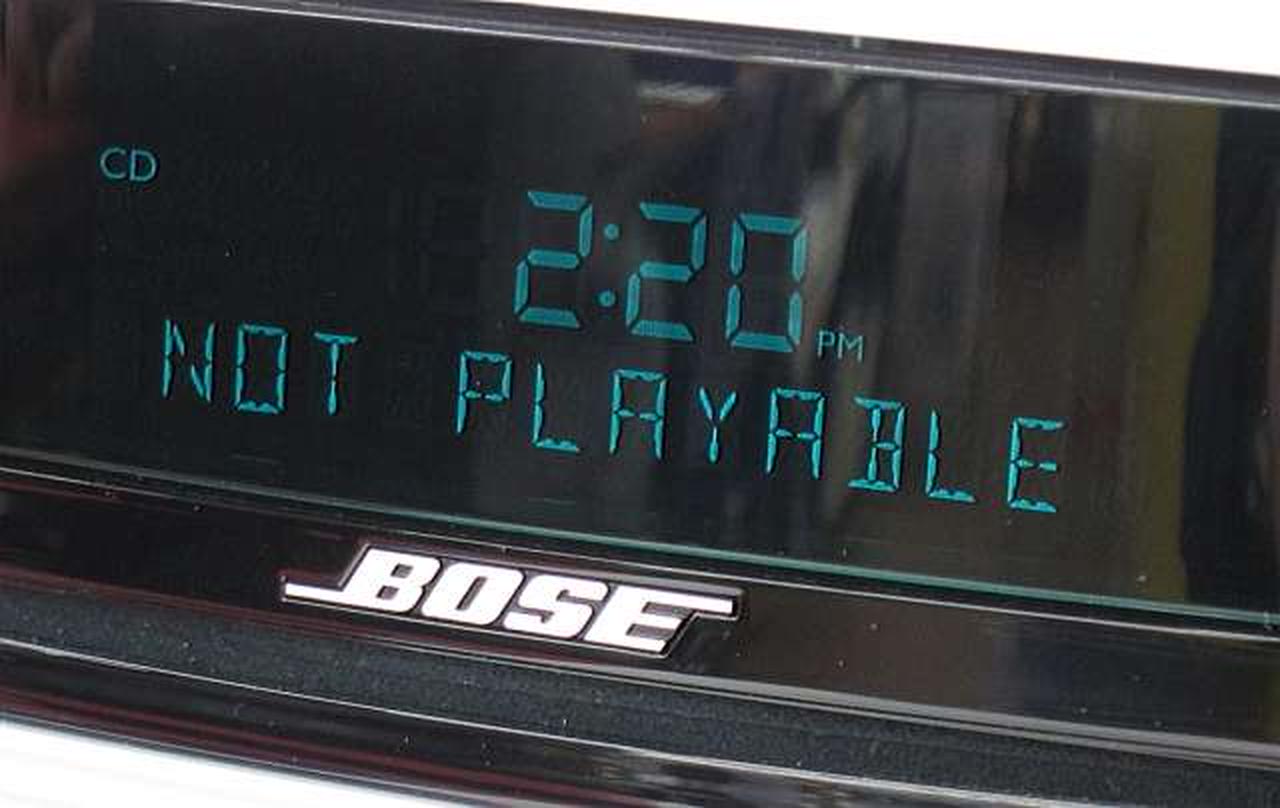 CD
2:20 PM
NOT PLAYABLE
BOSE